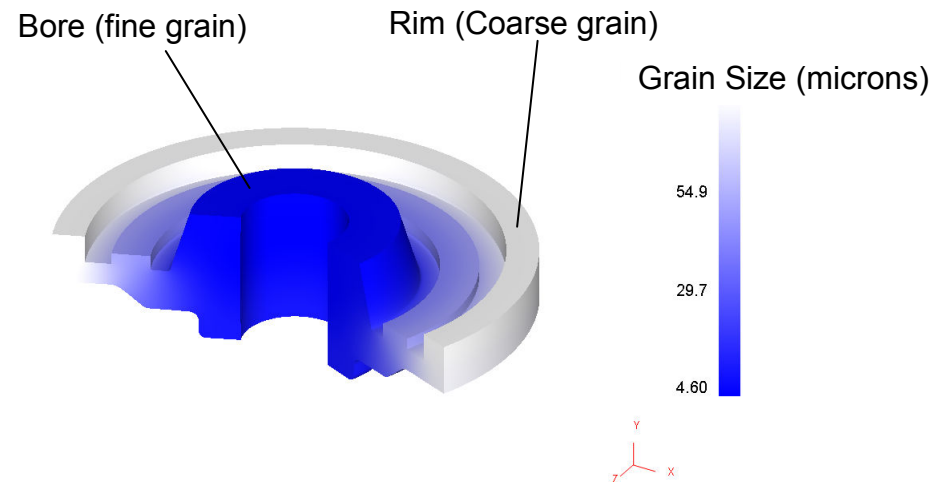 Bore (fine grain)
Rim (Coarse grain)
Grain Size (microns)
54.9
29.7
4.60
Y
X
Z